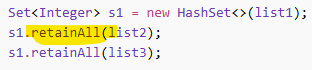 Set<Integer> s1 = new HashSet<>(list1);
s1.retainAll(list2);
s1.retainAll(list3);